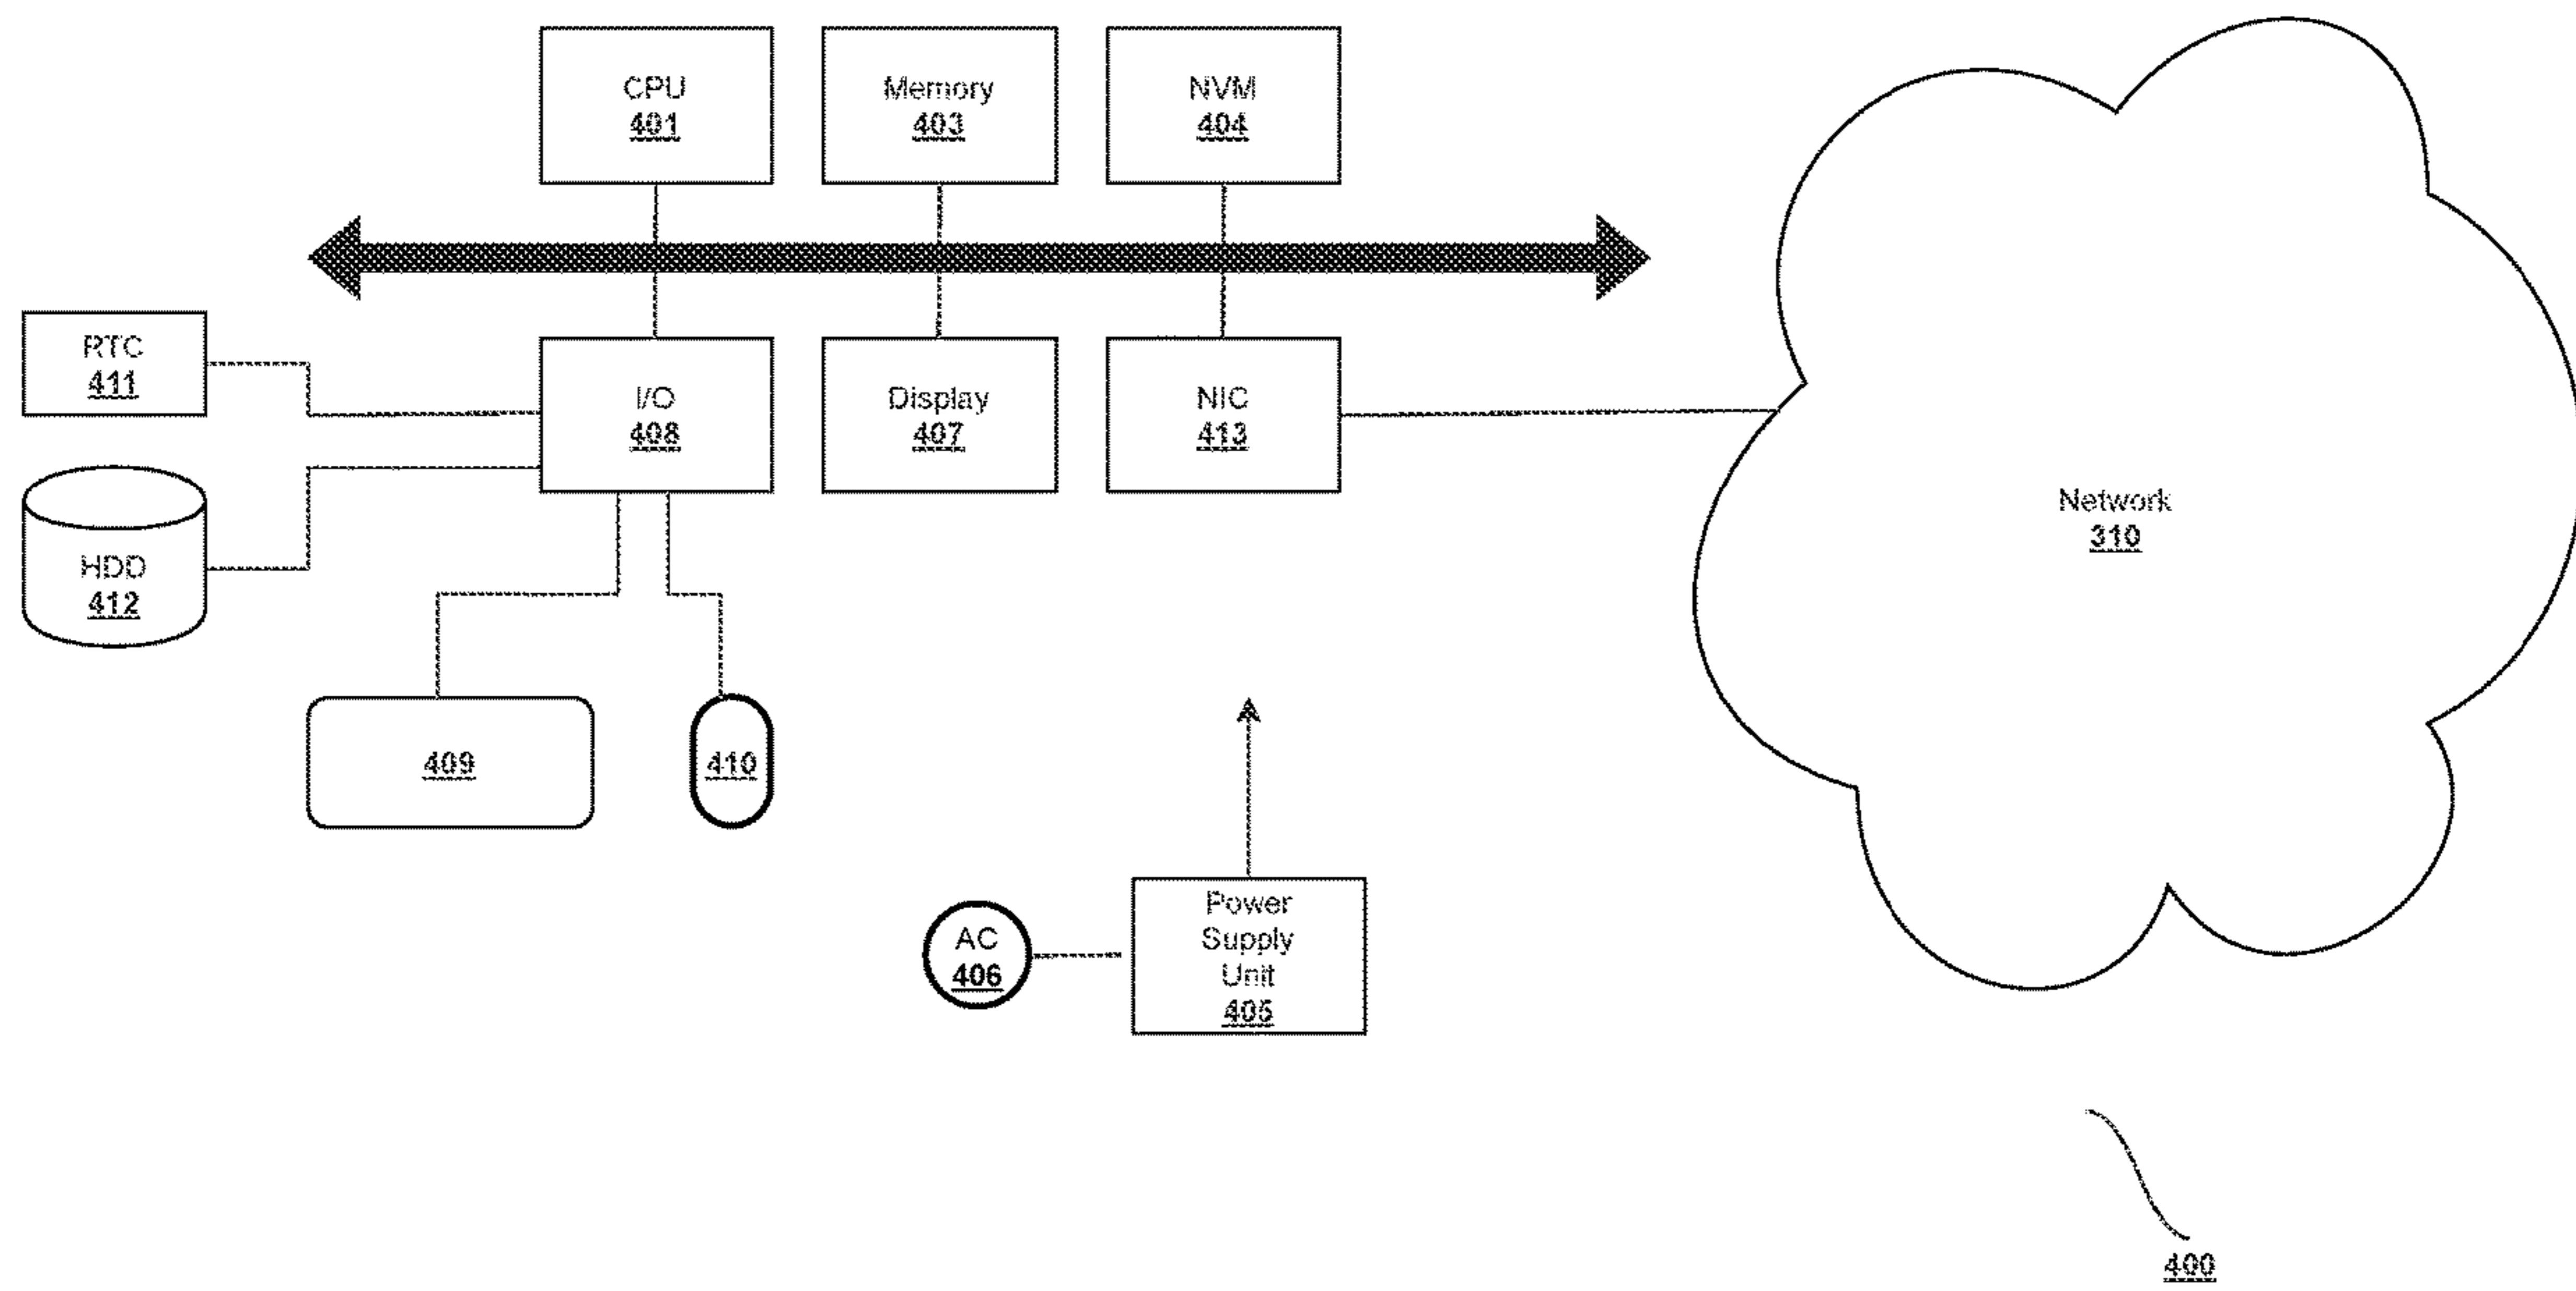 CPU
401
Memory
403
NVM
404
RTC
411
I/O
408
Display
407
NIC
413
Network
310
HDD
412
409
410
Power
Supply
Unit
405
AC
406
400